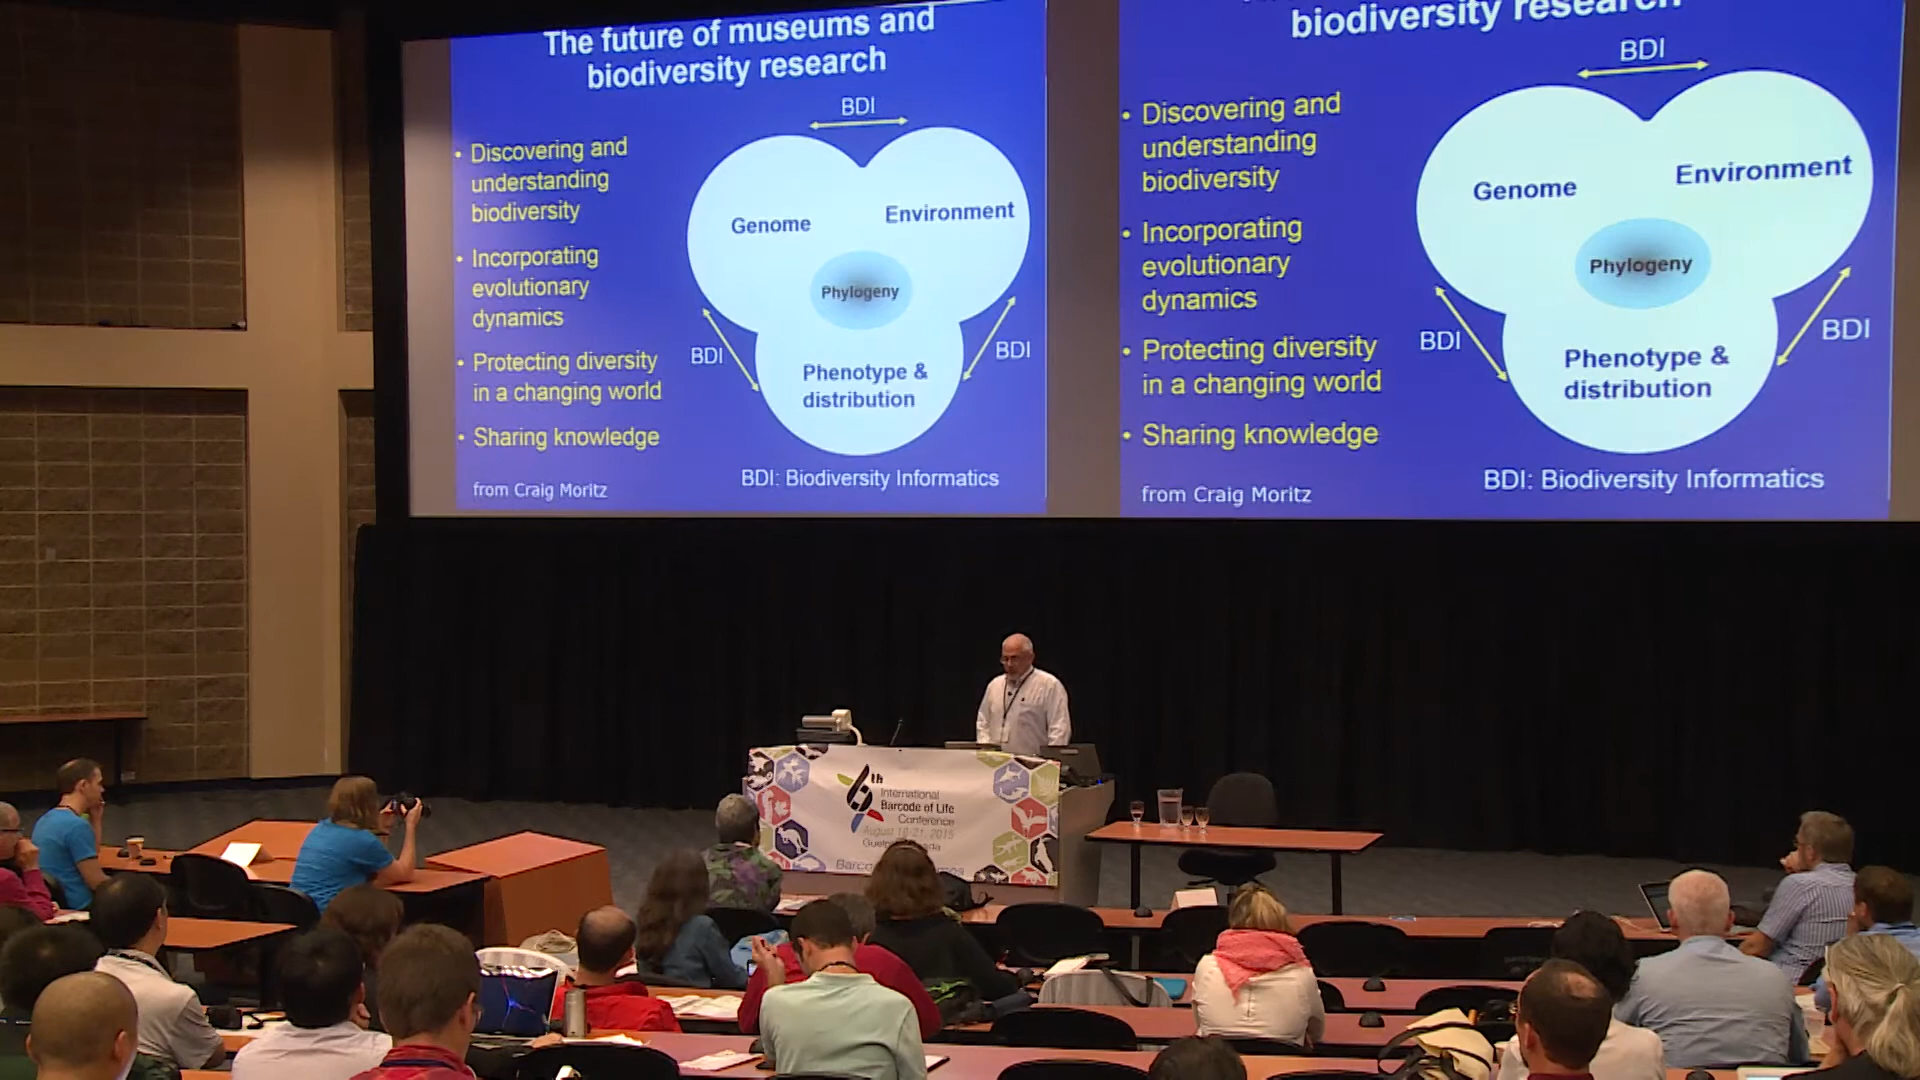 The future of museums and
biodiversity research
BDI
• Discovering and
understanding
biodiversity
• Incorporating
evolutionary
dynamics
• Protecting diversity
in a changing world
• Sharing knowledge
Genome
Environment
Phylogeny
BDI
BDI
Phenotype &
distribution
from Craig Moritz
BDI: Biodiversity Informatics
biodiversity research
BDI
• Discovering and
understanding
biodiversity
• Incorporating
evolutionary
dynamics
• Protecting diversity
in a changing world
• Sharing knowledge
Genome
Environment
Phylogeny
BDI
BDI
Phenotype &
distribution
from Craig Moritz
BDI: Biodiversity Informatics
6th
International
Barcode of Life
Conference